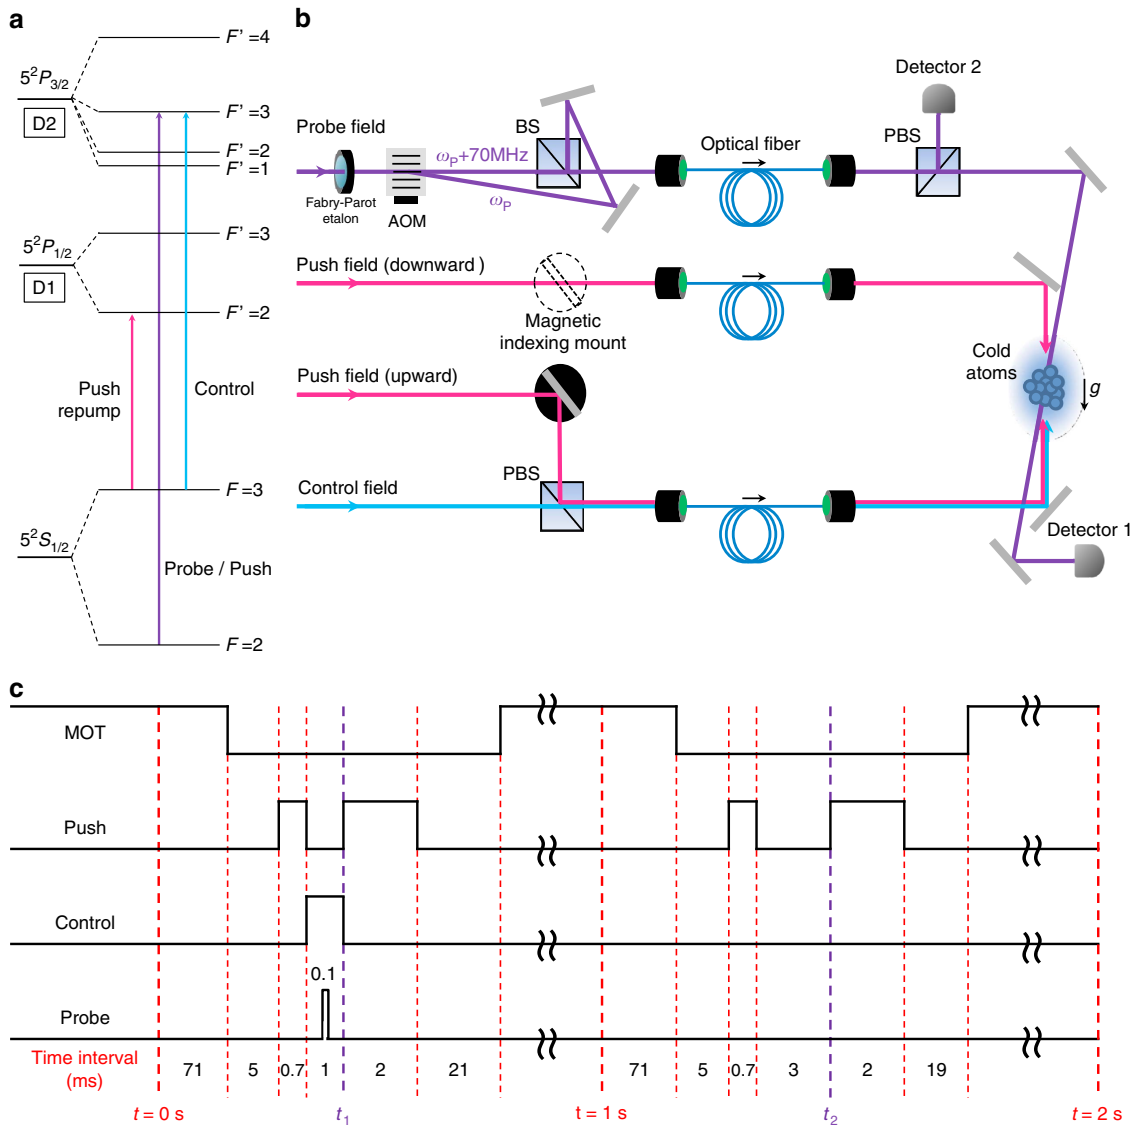 a
F' =4
5²P3/2
D2
F' =3
F' =2
F' =1
F' =3
5²P1/2
D1
F' =2
Push
repump
Control
F =3
5²S1/2
Probe / Push
F =2
b
Detector 2
Probe field
BS
Optical fiber
PBS
ωP+70MHz
ωP
Fabry-Parot
etalon
AOM
Push field (downward )
Magnetic
indexing mount
Push field (upward)
Cold
atoms
g
PBS
Control field
Detector 1
c
MOT
Push
Control
0.1
Probe
Time interval
(ms)
71 5 0.7 1 2 21 71 5 0.7 3 2 19
t = 0 s t1 t = 1 s t2 t = 2 s